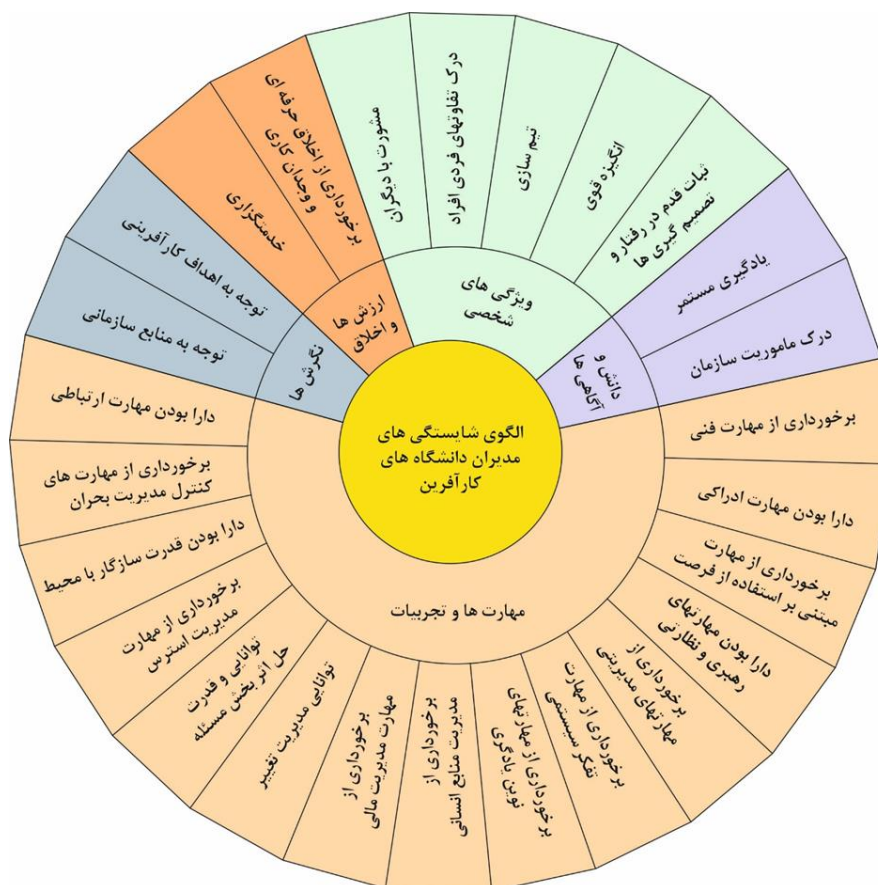 الگوی شایستگی های
مدیران دانشگاه های
کارآفرین
ویژگی های
شخصی
مشورت با دیگران
درک تفاوتهای فردی افراد
تیم سازی
انگیزه قوی
ثبات قدم در رفتار و
تصمیم گیری ها
دانش و
آگاهی ها
یادگیری مستمر
درک ماموریت سازمان
مهارت ها و تجربیات
برخورداری از مهارت فنی
دارا بودن مهارت ادراکی
برخورداری از مهارت
مبتنی بر استفاده از فرصت
دارا بودن مهارتهای
رهبری و نظارتی
برخورداری از
مهارتهای مدیریتی
برخورداری از مهارت
تفکر سیستمی
برخورداری از مهارتهای
نوین یادگری
برخورداری از
مدیریت منابع انسانی
برخورداری از
مهارت مدیریت مالی
توانایی مدیریت تغییر
توانایی و قدرت
حل اثر بخش مسئله
برخورداری از مهارت
مدیریت استرس
دارا بودن قدرت سازگار با محیط
برخورداری از مهارت های
کنترل مدیریت بحران
دارا بودن مهارت ارتباطی
نگرش ها
توجه به منابع سازمانی
توجه به اهداف کارآفرینی
ارزش ها
و اخلاق
خدمتگزاری
برخورداری از اخلاق حرفه ای
و وجدان کاری